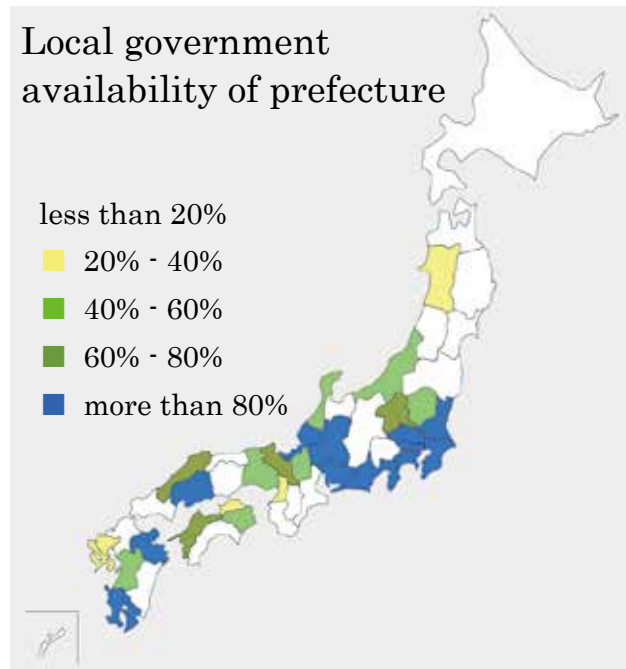 Local government
availability of prefecture
less than 20%
20% - 40%
40% - 60%
60% - 80%
more than 80%